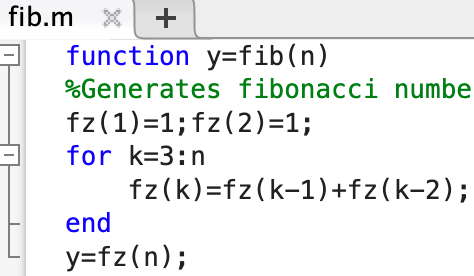 fib.m
function y=fib(n)
%Generates fibonacci
fz(1)=1;fz(2)=1;
for k=3:n
fz(k)=fz(k-1)+fz(k-2);
end
y=fz(n);